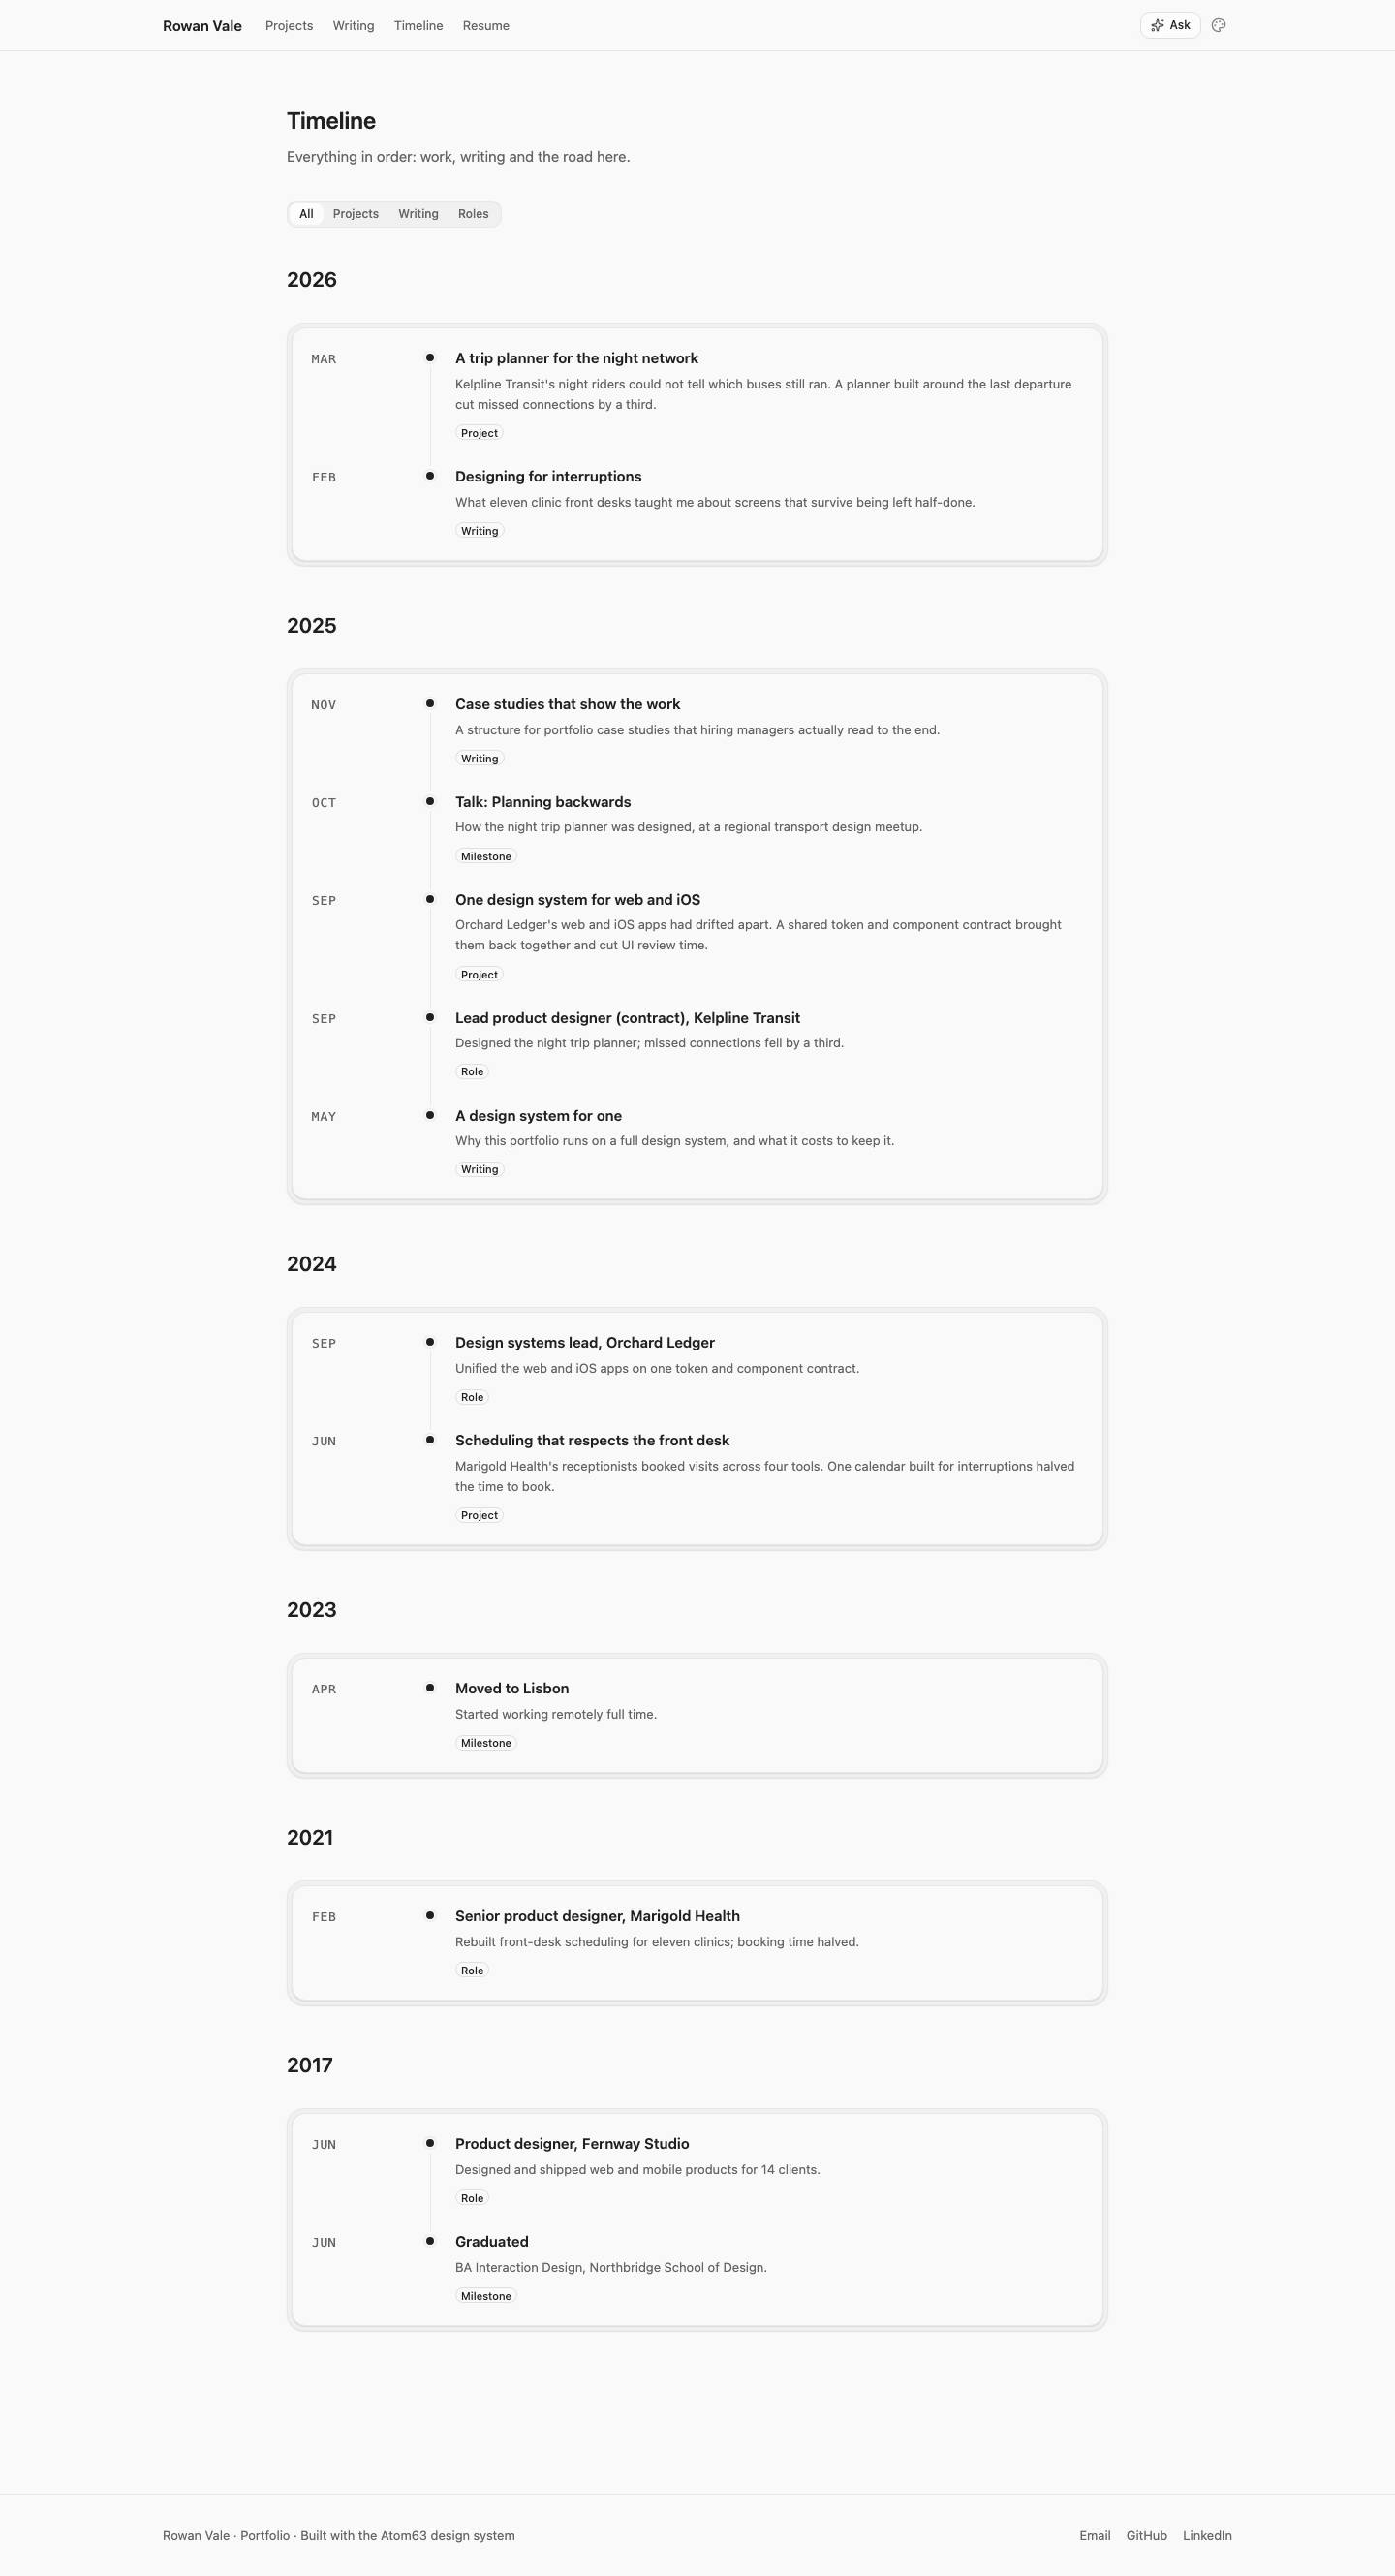 Rowan Vale Projects Writing Timeline Resume Ask
Timeline
Everything in order: work, writing and the road here.
All Projects Writing Roles
2026
MAR A trip planner for the night network
Kelpline Transit's night riders could not tell which buses still ran. A planner built around the last departure
cut missed connections by a third.
Project
FEB Designing for interruptions
What eleven clinic front desks taught me about screens that survive being left half-done.
Writing
2025
NOV Case studies that show the work
A structure for portfolio case studies that hiring managers actually read to the end.
Writing
OCT Talk: Planning backwards
How the night trip planner was designed, at a regional transport design meetup.
Milestone
SEP One design system for web and iOS
Orchard Ledger's web and iOS apps had drifted apart. A shared token and component contract brought
them back together and cut UI review time.
Project
SEP Lead product designer (contract), Kelpline Transit
Designed the night trip planner; missed connections fell by a third.
Role
MAY A design system for one
Why this portfolio runs on a full design system, and what it costs to keep it.
Writing
2024
SEP Design systems lead, Orchard Ledger
Unified the web and iOS apps on one token and component contract.
Role
JUN Scheduling that respects the front desk
Marigold Health's receptionists booked visits across four tools. One calendar built for interruptions halved
the time to book.
Project
2023
APR Moved to Lisbon
Started working remotely full time.
Milestone
2021
FEB Senior product designer, Marigold Health
Rebuilt front-desk scheduling for eleven clinics; booking time halved.
Role
2017
JUN Product designer, Fernway Studio
Designed and shipped web and mobile products for 14 clients.
Role
JUN Graduated
BA Interaction Design, Northbridge School of Design.
Milestone
Rowan Vale · Portfolio · Built with the Atom63 design system Email GitHub LinkedIn